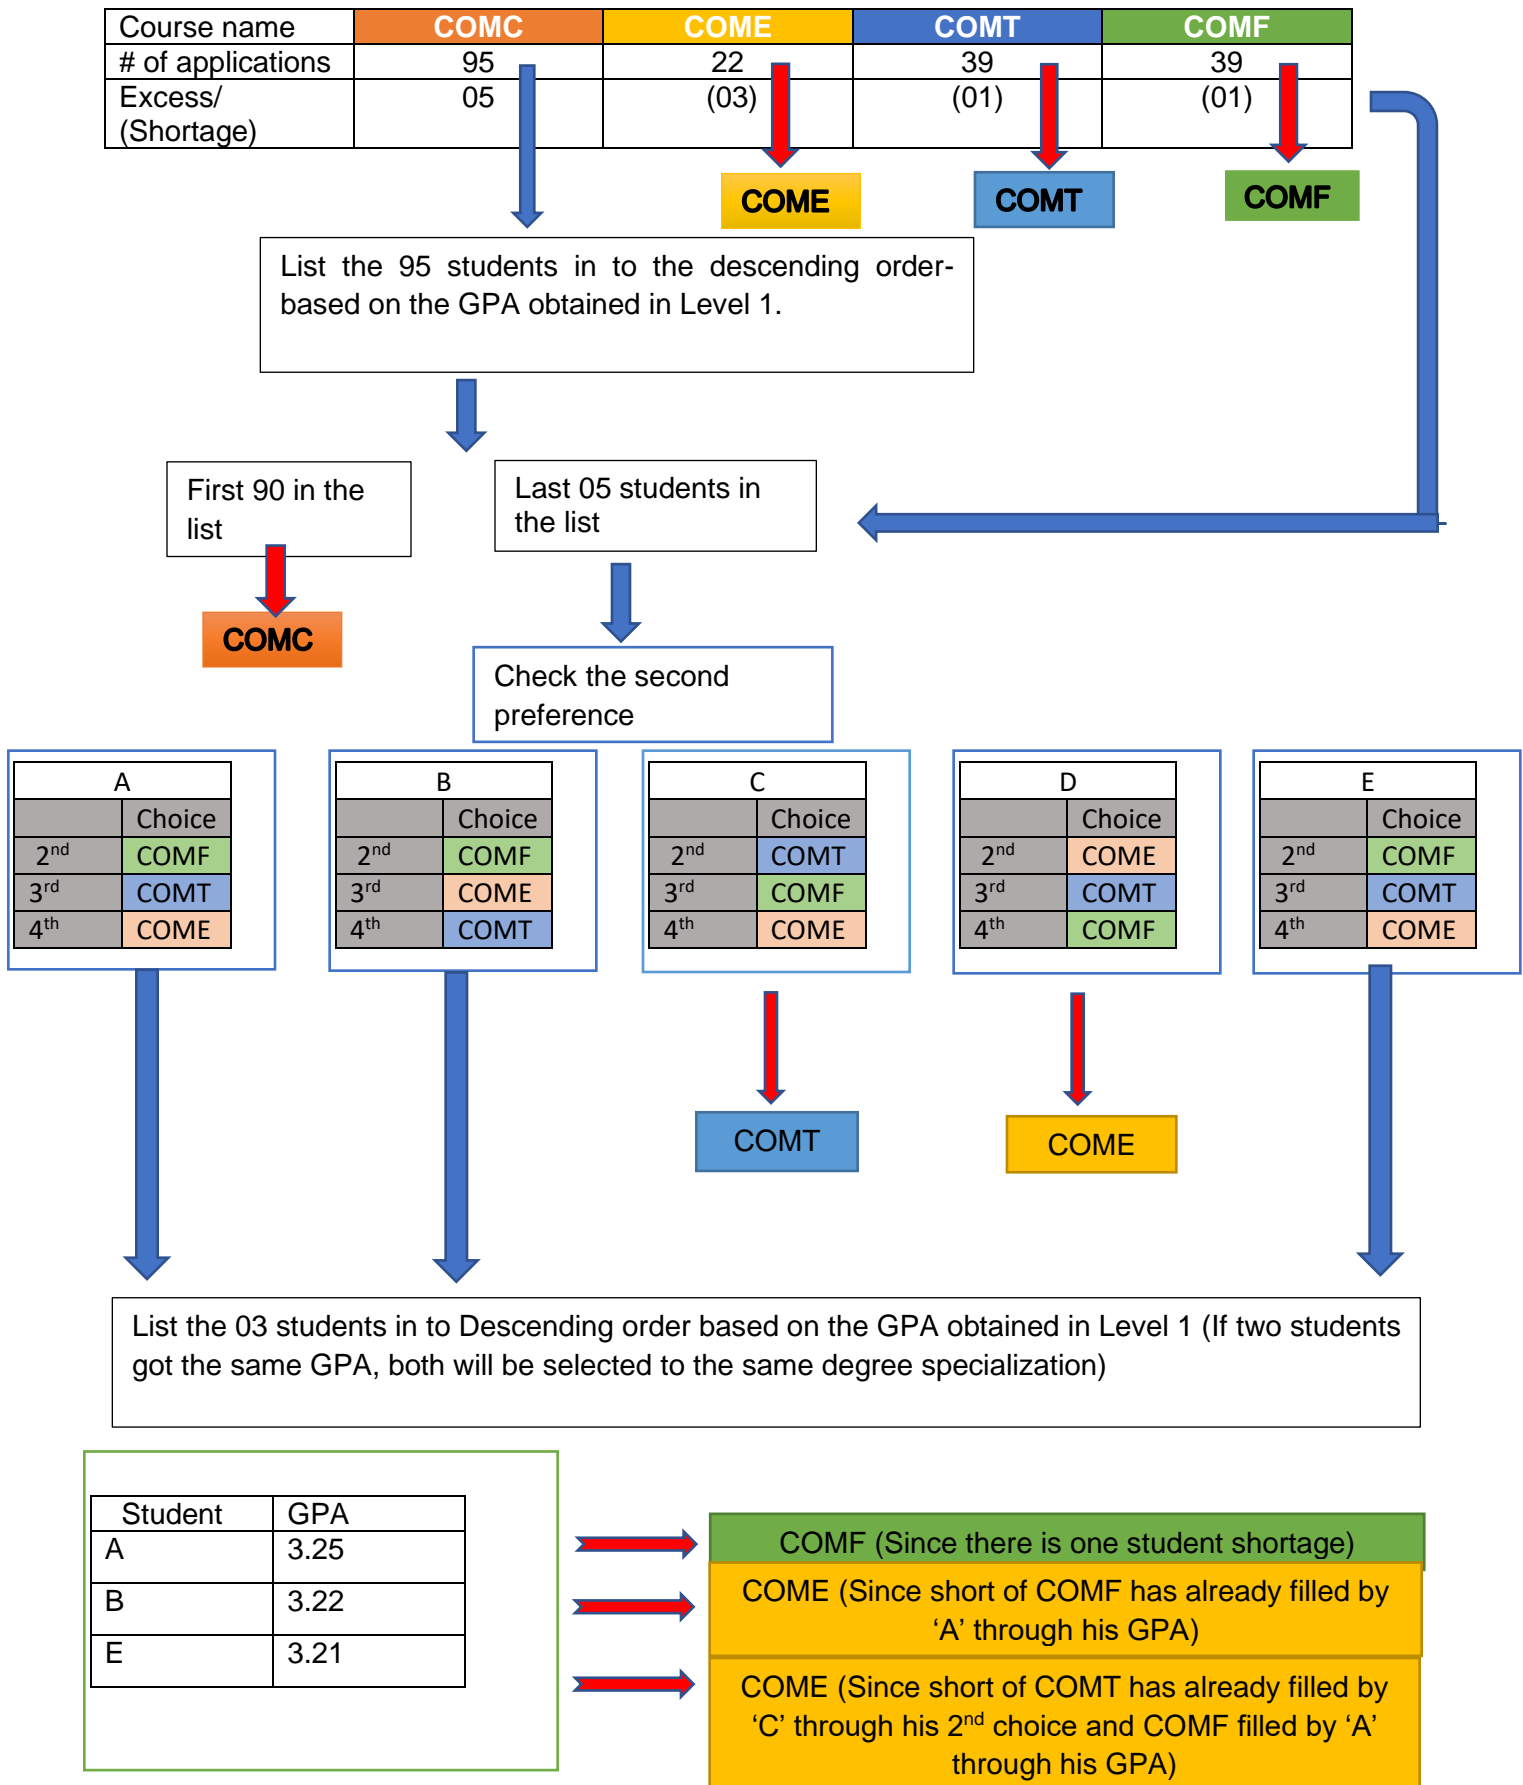 Course name COMC COME COMT COMF
# of applications 95 22 39 39
Excess/ 05 (03) (01) (01)
(Shortage)
COME COMT COMF
List the 95 students in to the descending order-
based on the GPA obtained in Level 1.
First 90 in the
list
Last 05 students in
the list
COMC
Check the second
preference
A
Choice
2nd COMF
3rd COMT
4th COME
B
Choice
2nd COMF
3rd COME
4th COMT
C
Choice
2nd COMT
3rd COMF
4th COME
D
Choice
2nd COME
3rd COMT
4th COMF
E
Choice
2nd COMF
3rd COMT
4th COME
COMT
COME
List the 03 students in to Descending order based on the GPA obtained in Level 1 (If two students
got the same GPA, both will be selected to the same degree specialization)
Student GPA
A 3.25
B 3.22
E 3.21
COMF (Since there is one student shortage)
COME (Since short of COMF has already filled by
‘A’ through his GPA)
COME (Since short of COMT has already filled by
‘C’ through his 2nd choice and COMF filled by ‘A’
through his GPA)